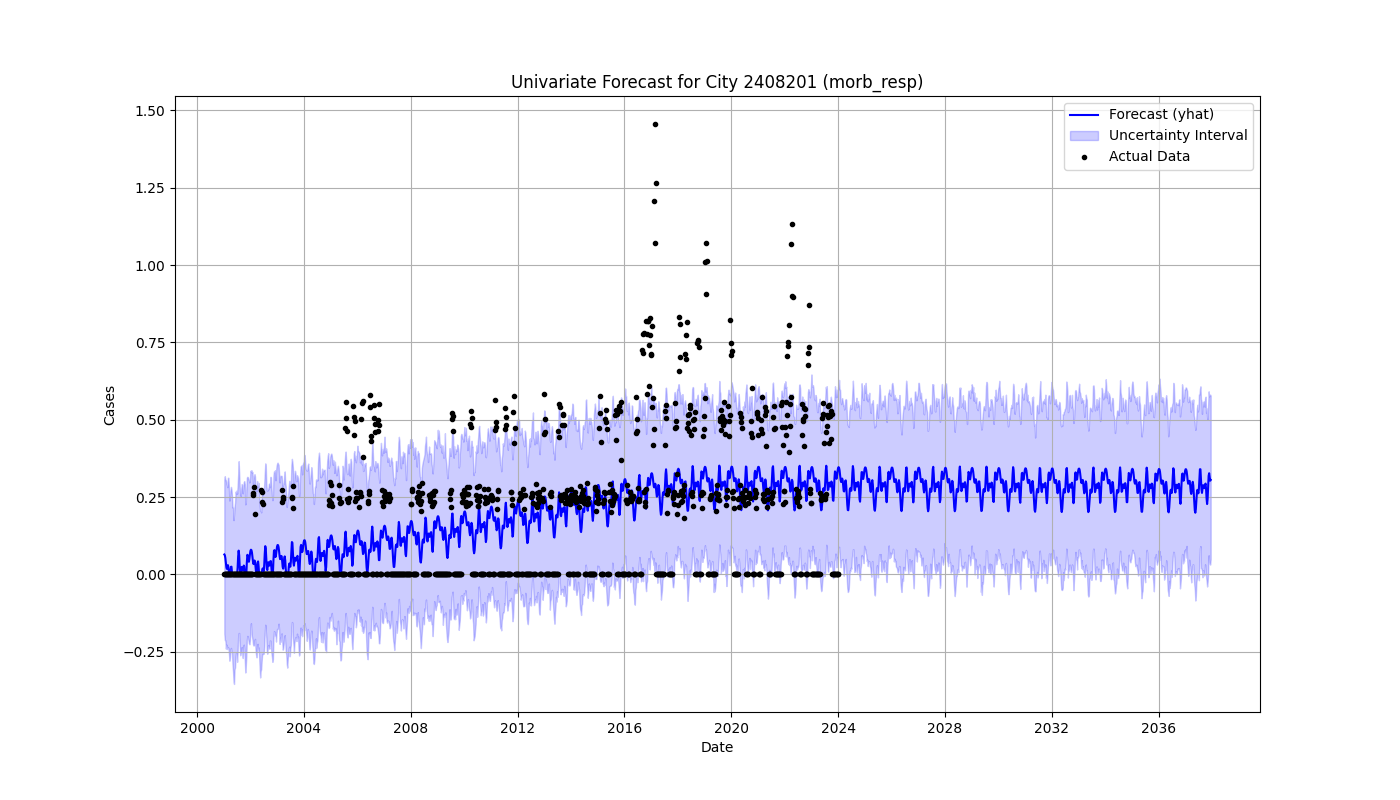 Univariate Forecast for City 2408201 (morb_resp)
Forecast (yhat)
Uncertainty Interval
Actual Data
Cases
1.50
1.25
1.00
0.75
0.50
0.25
0.00
−0.25
2000 2004 2008 2012 2016 2020 2024 2028 2032 2036
Date